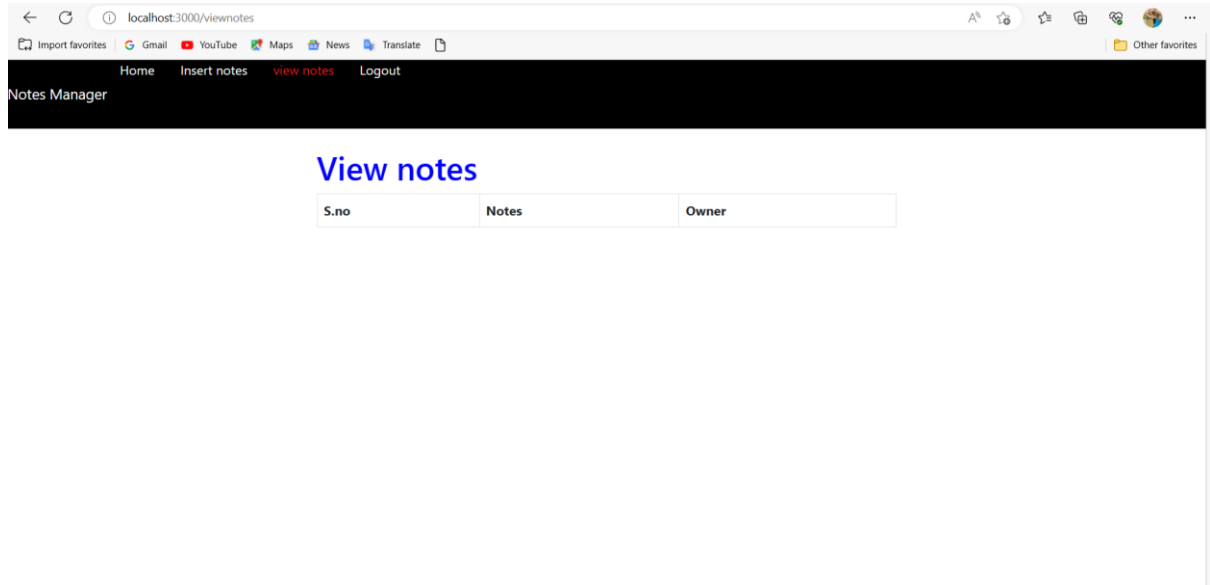 localhost:3000/viewnotes
Import favorites Gmail YouTube Maps News Translate Other favorites
Home Insert notes view notes Logout
Notes Manager
View notes
S.no Notes Owner